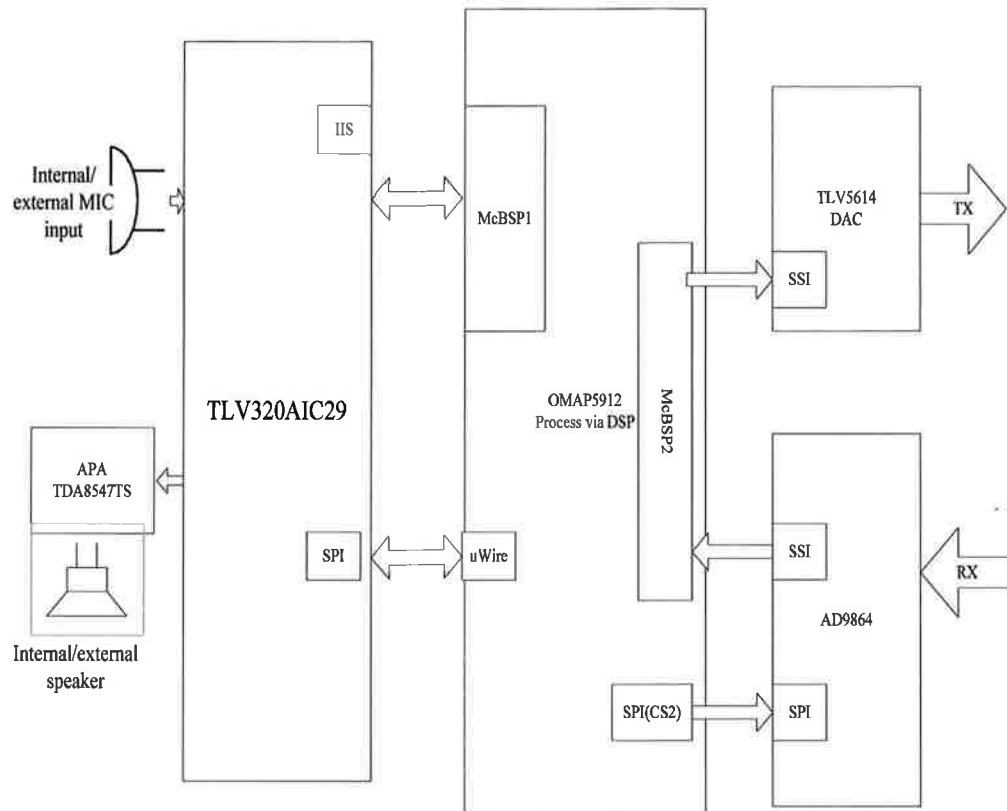 Internal/
external MIC
input
IIS
TLV320AIC29
SPI
APA
TDA8547TS
Internal/external
speaker
McBSP1
uWire
OMAP5912
Process via DSP
McBSP2
SPI(CS2)
TLV5614
DAC
SSI
TX
SSI
AD9864
SPI
RX